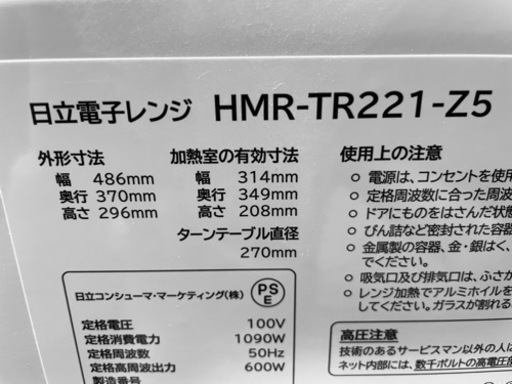 日立電子レンジ HMR-TR221-Z5
外形寸法
幅 486mm
奥行 370mm
高さ 296mm
加熱室の有効寸法
幅 314mm
奥行 349mm
高さ 208mm
ターンテーブル直径
270mm
日立コンシューマ・マーケティング(株)
PS
E
定格電圧 100V
定格消費電力 1090W
定格周波数 50Hz
定格高周波出力 600W
製造番号
使用上の注意
○ 電源は、コンセントを使用
○ 定格周波数に合った周波
○ ドアにものをはさんだ状態
○ びん詰など密封された容器
○ 金属製の容器、金・銀はく、
でください。
○ 吸気口及び排気口は、ふさが
○ レンジ加熱でアルミホイルを
してください。ガラスが割れる
高圧注意
技術のあるサービスマン以外の人は
ネット内部には、数千ボルトの高電圧部